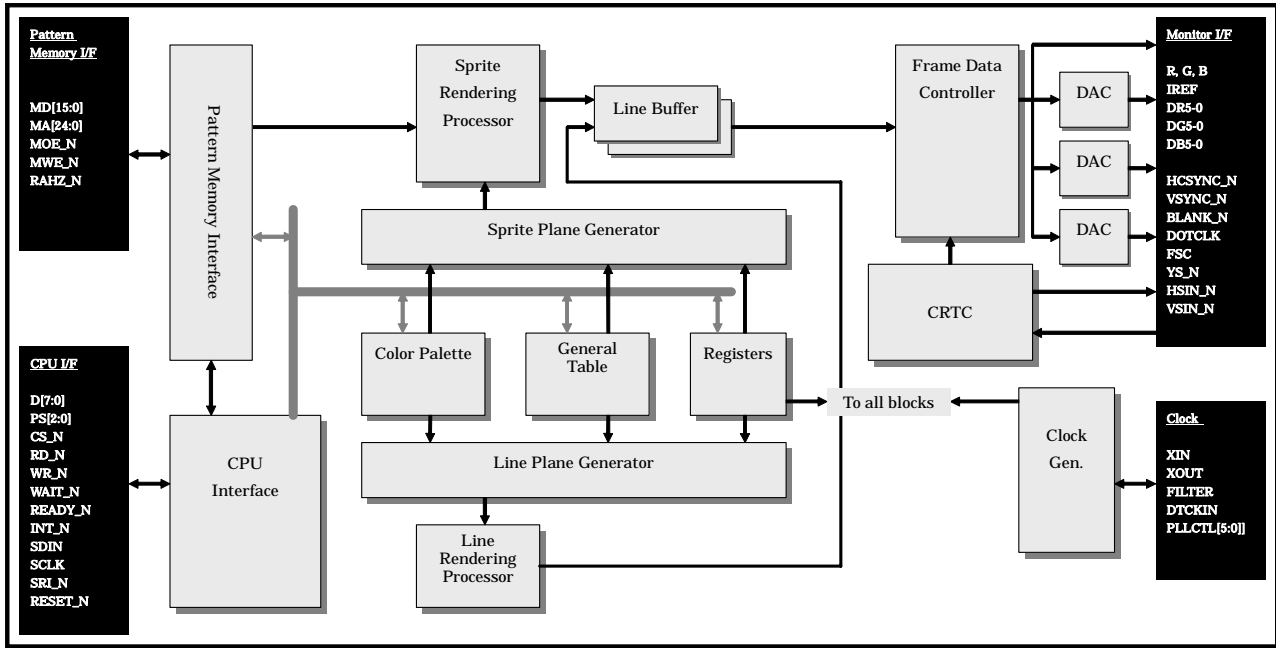 Pattern
Memory I/F
MD[15:0]
MA[24:0]
MOE_N
MWE_N
RAHZ_N
Pattern Memory Interface
Sprite
Rendering
Processor
Line Buffer
Frame Data
Controller
DAC
DAC
DAC
Monitor I/F
R, G, B
IREF
DR5-0
DG5-0
DB5-0
HCSYNC_N
VSYNC_N
BLANK_N
DOTCLK
FSC
YS_N
HSIN_N
VSIN_N
Sprite Plane Generator
CRTC
Color Palette
General
Table
Registers
To all blocks
CPU I/F
D[7:0]
PS[2:0]
CS_N
RD_N
WR_N
WAIT_N
READY_N
INT_N
SDIN
SCLK
SRI_N
RESET_N
CPU
Interface
Line Plane Generator
Line
Rendering
Processor
Clock
Gen.
Clock
XIN
XOUT
FILTER
DTCKIN
PLLCTL[5:0]]